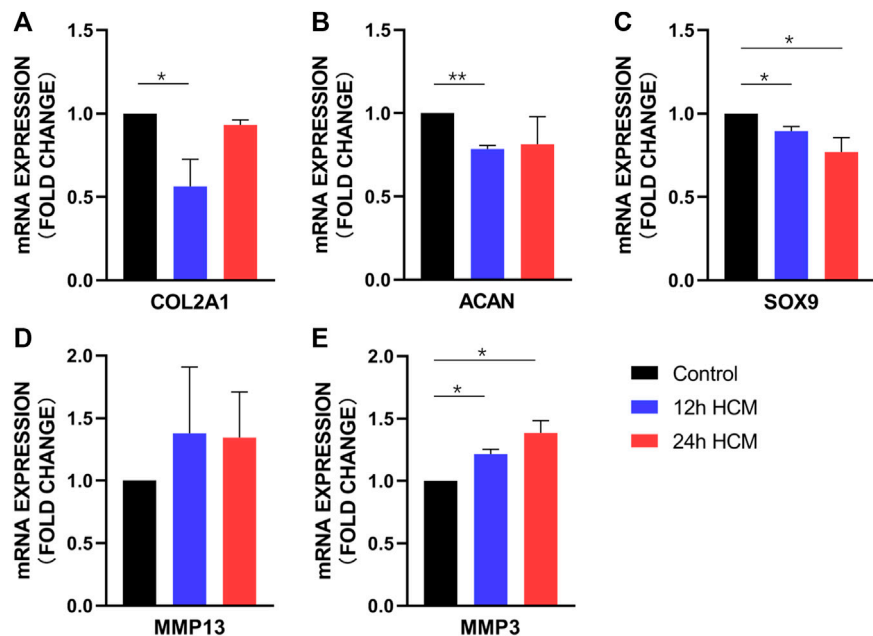 A
mRNA EXPRESSION
（FOLD CHANGE）
1.5
1.0
0.5
0.0
*
COL2A1
B
mRNA EXPRESSION
（FOLD CHANGE）
1.5
1.0
0.5
0.0
**
ACAN
C
mRNA EXPRESSION
（FOLD CHANGE）
1.5
1.0
0.5
0.0
*
*
SOX9
D
mRNA EXPRESSION
（FOLD CHANGE）
2.0
1.5
1.0
0.5
0.0
MMP13
E
mRNA EXPRESSION
（FOLD CHANGE）
2.0
1.5
1.0
0.5
0.0
*
*
MMP3
Control
12h HCM
24h HCM